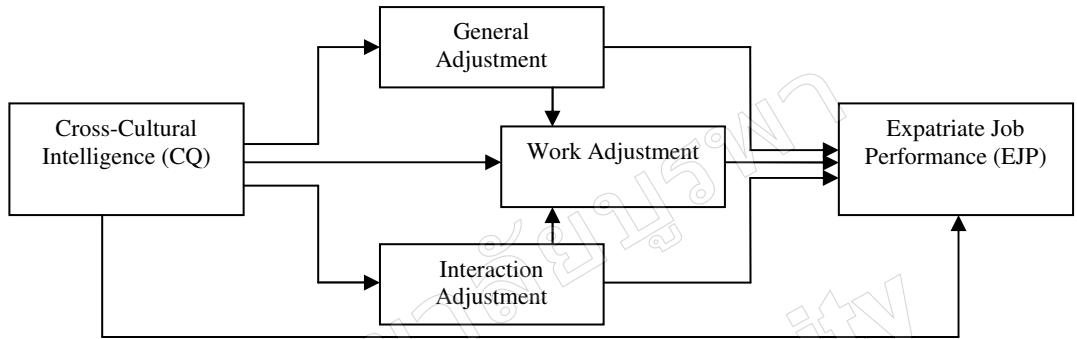 General
Adjustment
Cross-Cultural
Intelligence (CQ)
Work Adjustment
Expatriate Job
Performance (EJP)
Interaction
Adjustment